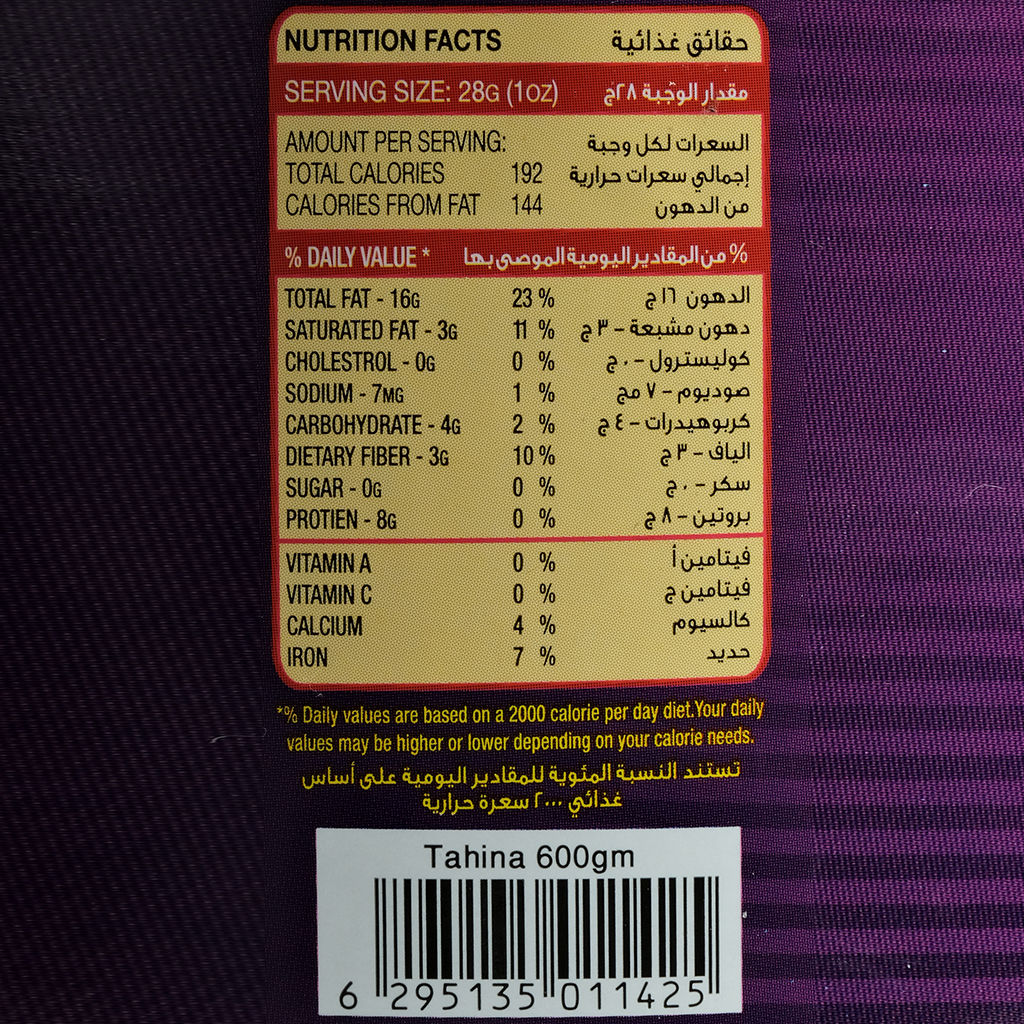 NUTRITION FACTS حقائق غذائية
SERVING SIZE: 28G (1OZ) مقدار الوجبة ٢٨ج
AMOUNT PER SERVING: السعرات لكل وجبة
TOTAL CALORIES 192 إجمالي سعرات حرارية
CALORIES FROM FAT 144 من الدهون
% DAILY VALUE * % من المقادير اليومية الموصى بها
TOTAL FAT - 16G 23 % الدهون ١٦ ج
SATURATED FAT - 3G 11 % دهون مشبعة - ٣ ج
CHOLESTROL - 0G 0 % كوليسترول - ٠ ج
SODIUM - 7MG 1 % صوديوم - ٧ مج
CARBOHYDRATE - 4G 2 % كربوهيدرات - ٤ ج
DIETARY FIBER - 3G 10 % الياف - ٣ ج
SUGAR - 0G 0 % سكر - ٠ ج
PROTIEN - 8G 0 % بروتين - ٨ ج
VITAMIN A 0 % فيتامين أ
VITAMIN C 0 % فيتامين ج
CALCIUM 4 % كالسيوم
IRON 7 % حديد
*% Daily values are based on a 2000 calorie per day diet.Your daily
values may be higher or lower depending on your calorie needs.
تستند النسبة المئوية للمقادير اليومية على أساس
غذائي ٢٠٠٠ سعرة حرارية
Tahina 600gm
6 295135 011425